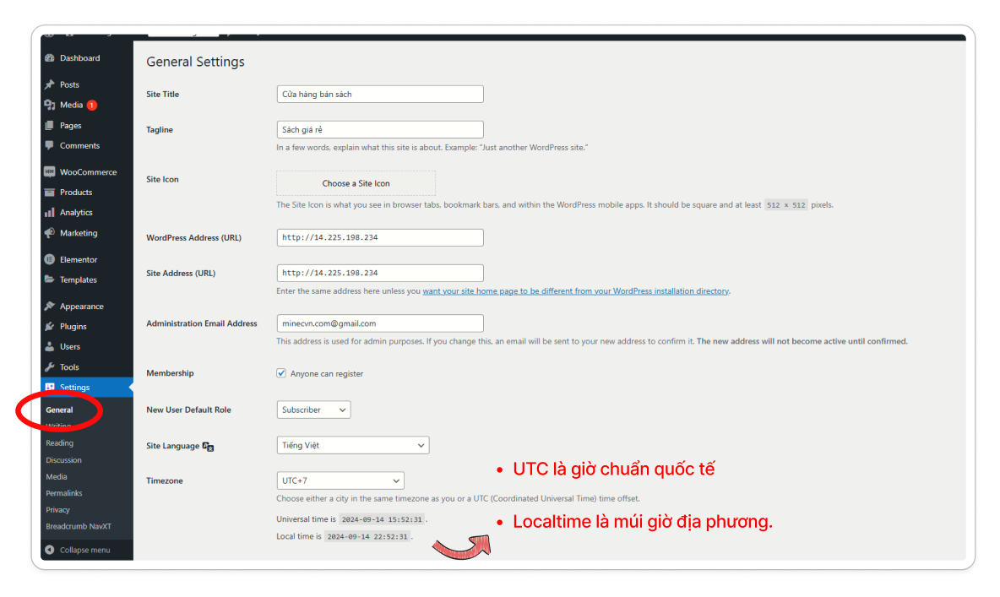 Dashboard
Posts
Media 1
Pages
Comments
WooCommerce
Products
Analytics
Marketing
Elementor
Templates
Appearance
Plugins
Users
Tools
Settings
General
Writing
Reading
Discussion
Media
Permalinks
Privacy
Breadcrumb NavXT
Collapse menu
General Settings
Site Title
Cửa hàng bán sách
Tagline
Sách giá rẻ
In a few words, explain what this site is about. Example: “Just another WordPress site.”
Site Icon
Choose a Site Icon
The Site Icon is what you see in browser tabs, bookmark bars, and within the WordPress mobile apps. It should be square and at least 512 × 512 pixels.
WordPress Address (URL)
http://14.225.198.234
Site Address (URL)
http://14.225.198.234
Enter the same address here unless you want your site home page to be different from your WordPress installation directory.
Administration Email Address
minecvn.com@gmail.com
This address is used for admin purposes. If you change this, an email will be sent to your new address to confirm it. The new address will not become active until confirmed.
Membership
Anyone can register
New User Default Role
Subscriber
Site Language
Tiếng Việt
Timezone
UTC+7
Choose either a city in the same timezone as you or a UTC (Coordinated Universal Time) time offset.
Universal time is 2024-09-14 15:52:31 .
Local time is 2024-09-14 22:52:31 .
• UTC là giờ chuẩn quốc tế
• Localtime là múi giờ địa phương.